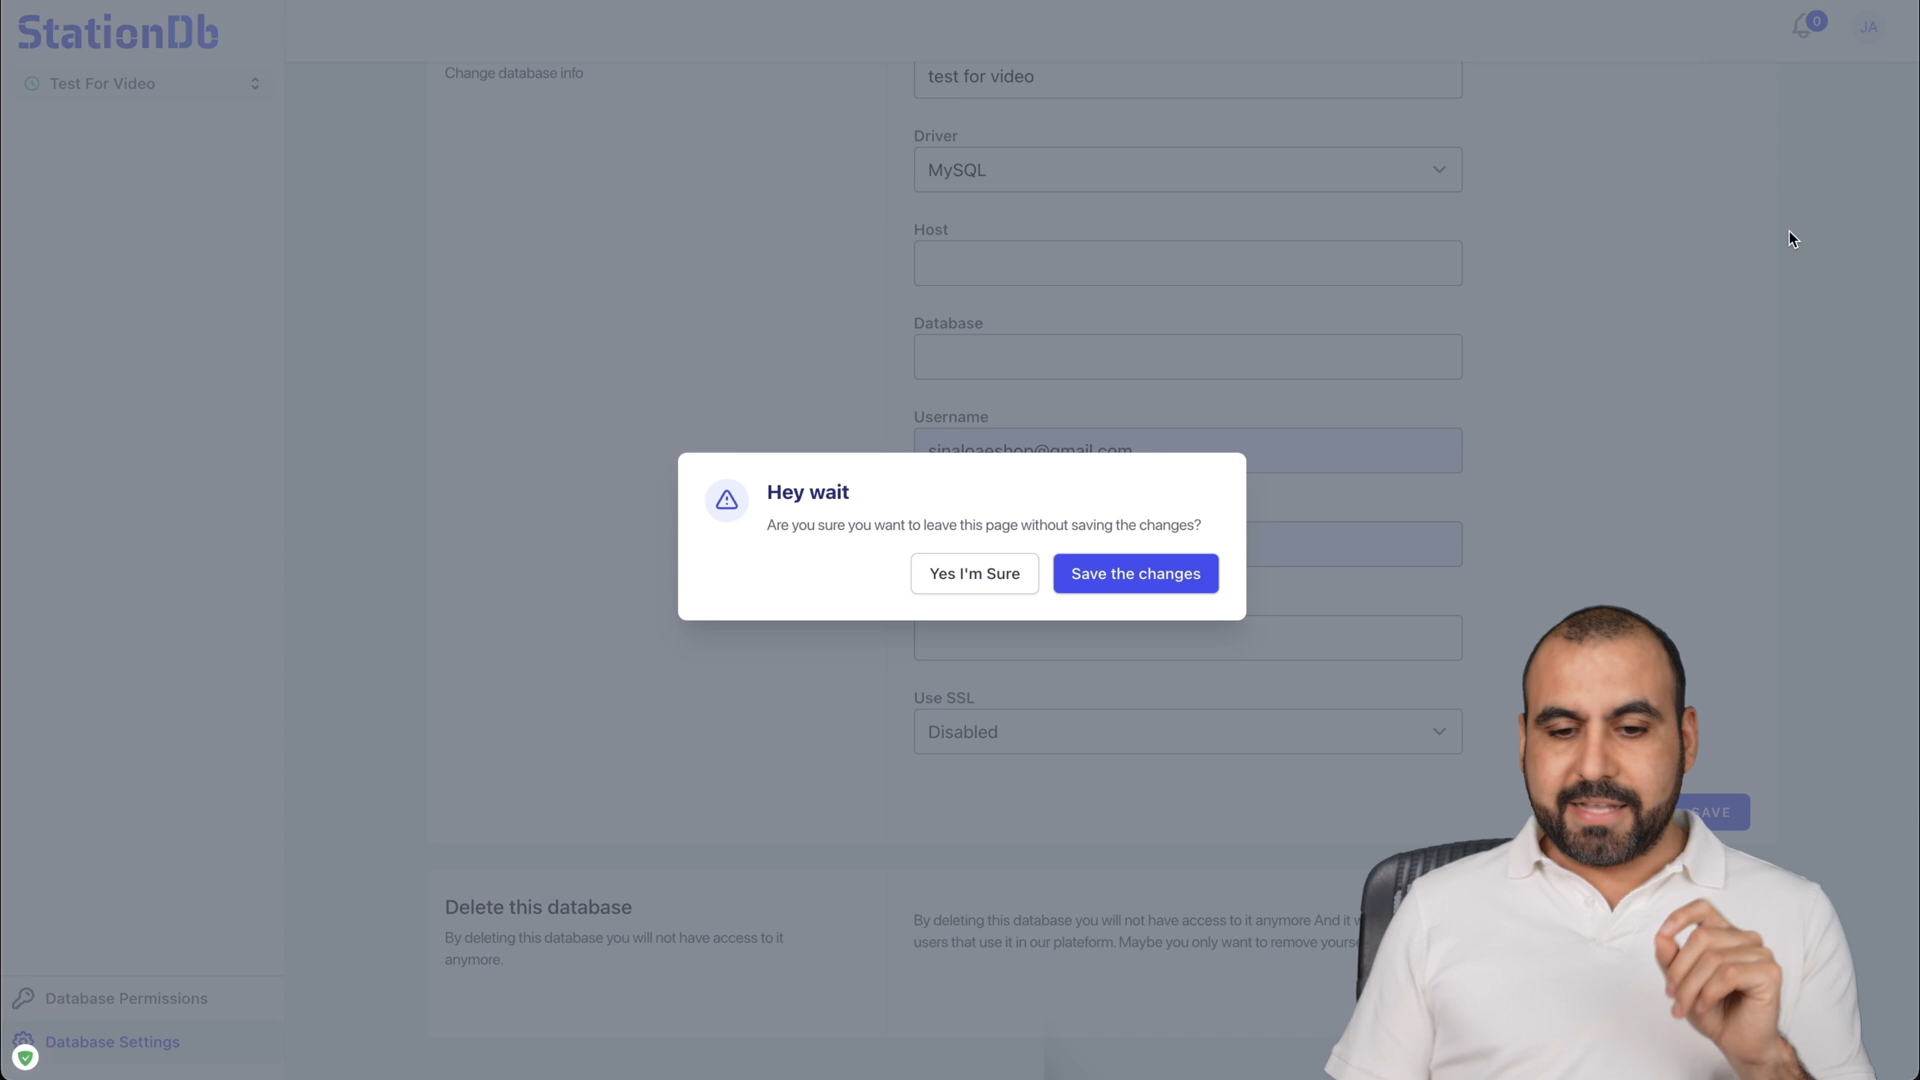 StationDb
0
JA
Test For Video
Change database info
test for video
Driver
MySQL
Host
Database
Username
sinaloaeshop@gmail.com
Hey wait
Are you sure you want to leave this page without saving the changes?
Yes I'm Sure
Save the changes
Use SSL
Disabled
SAVE
Delete this database
By deleting this database you will not have access to it
anymore.
By deleting this database you will not have access to it anymore And it
users that use it in our plateform. Maybe you only want to remove
Database Permissions
Database Settings